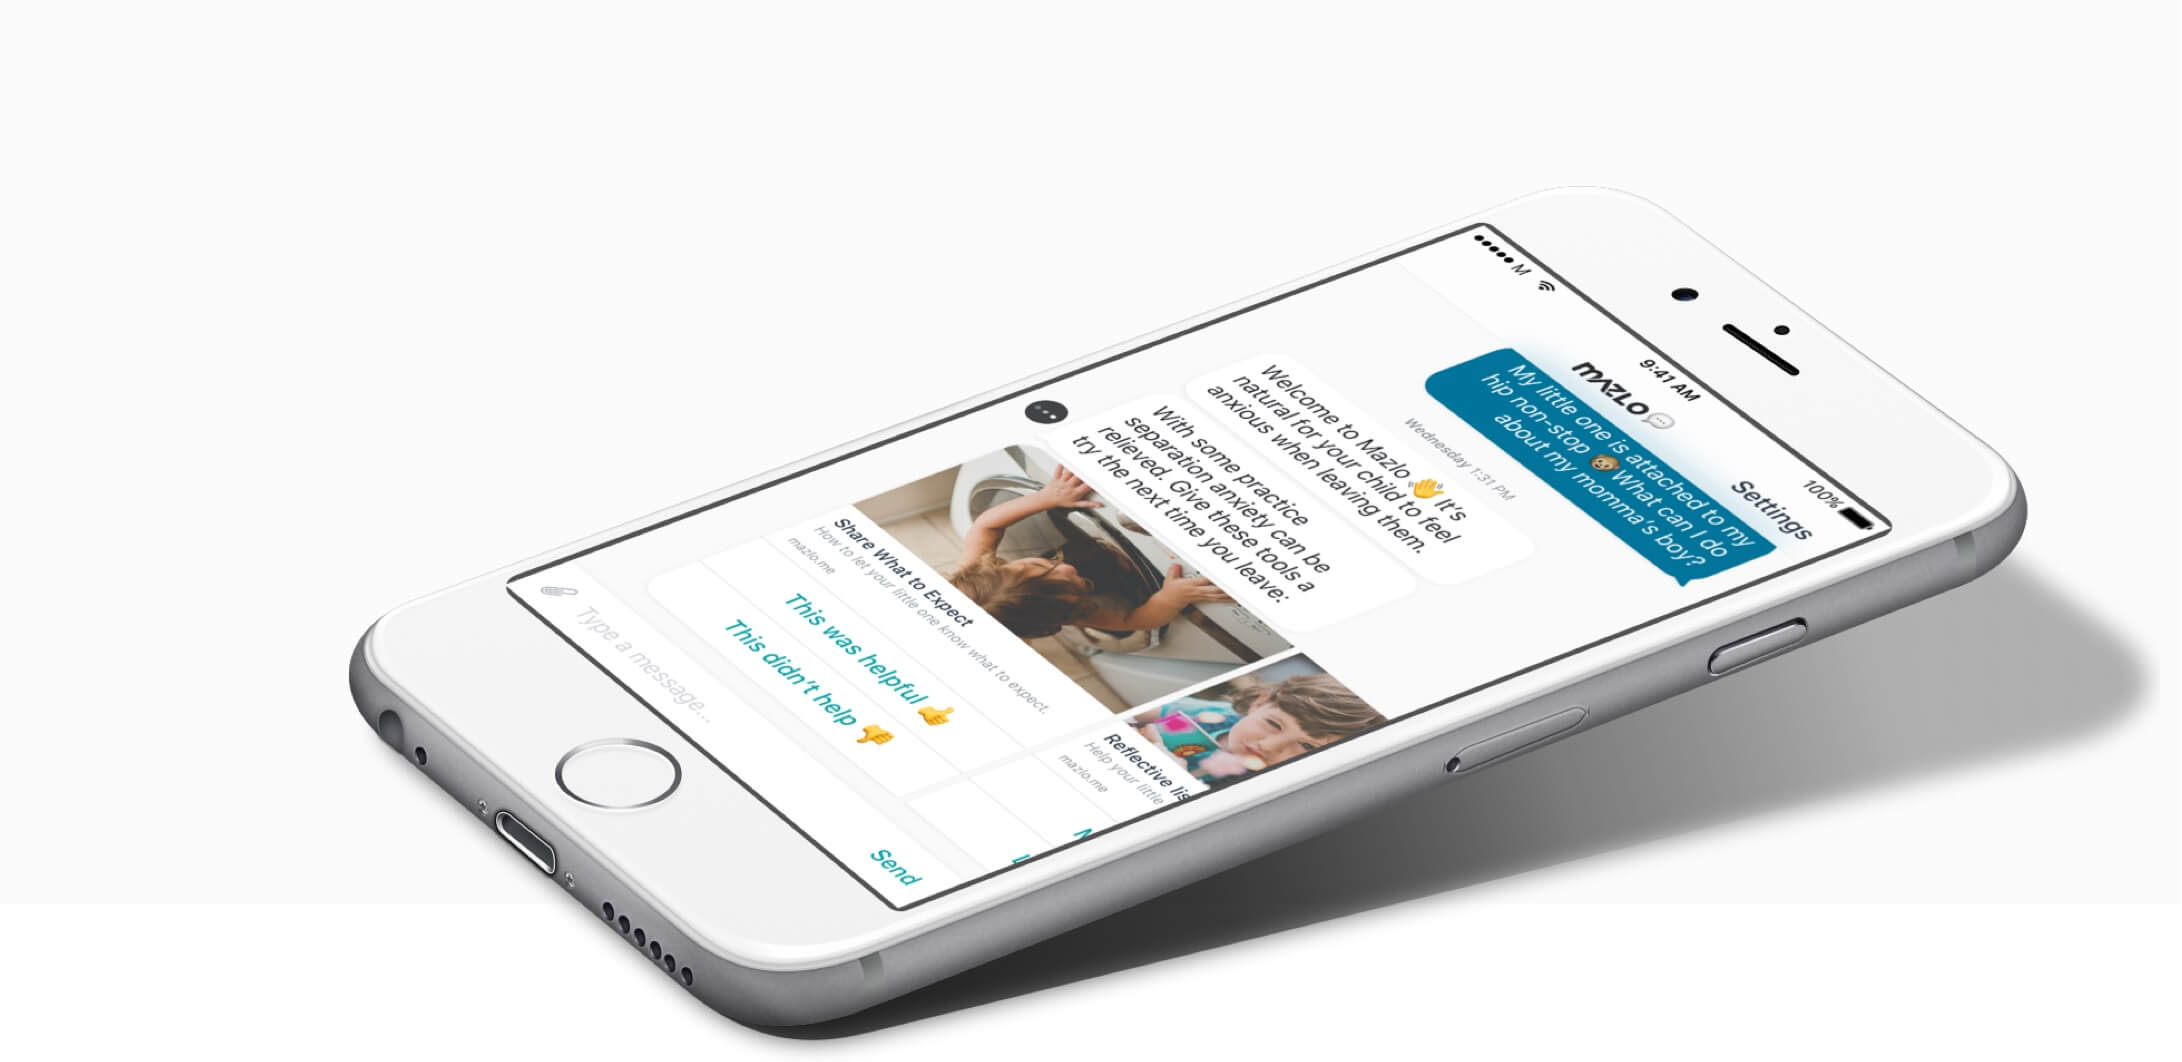 M
9:41 AM
100%
MAZLO
Settings
My little one is attached to my
hip non-stop 🐵 What can I do
about my momma's boy?
Wednesday 1:31 PM
Welcome to Mazlo 👋 It's
natural for your child to feel
anxious when leaving them.
With some practice
separation anxiety can be
relieved. Give these tools a
try the next time you leave:
Share What to Expect
How to let your little one know what to expect.
mazlo.me
This was helpful 👍
This didn't help 👎
Reflective lis
Help your little
mazlo.me
N
L
Type a message...
Send